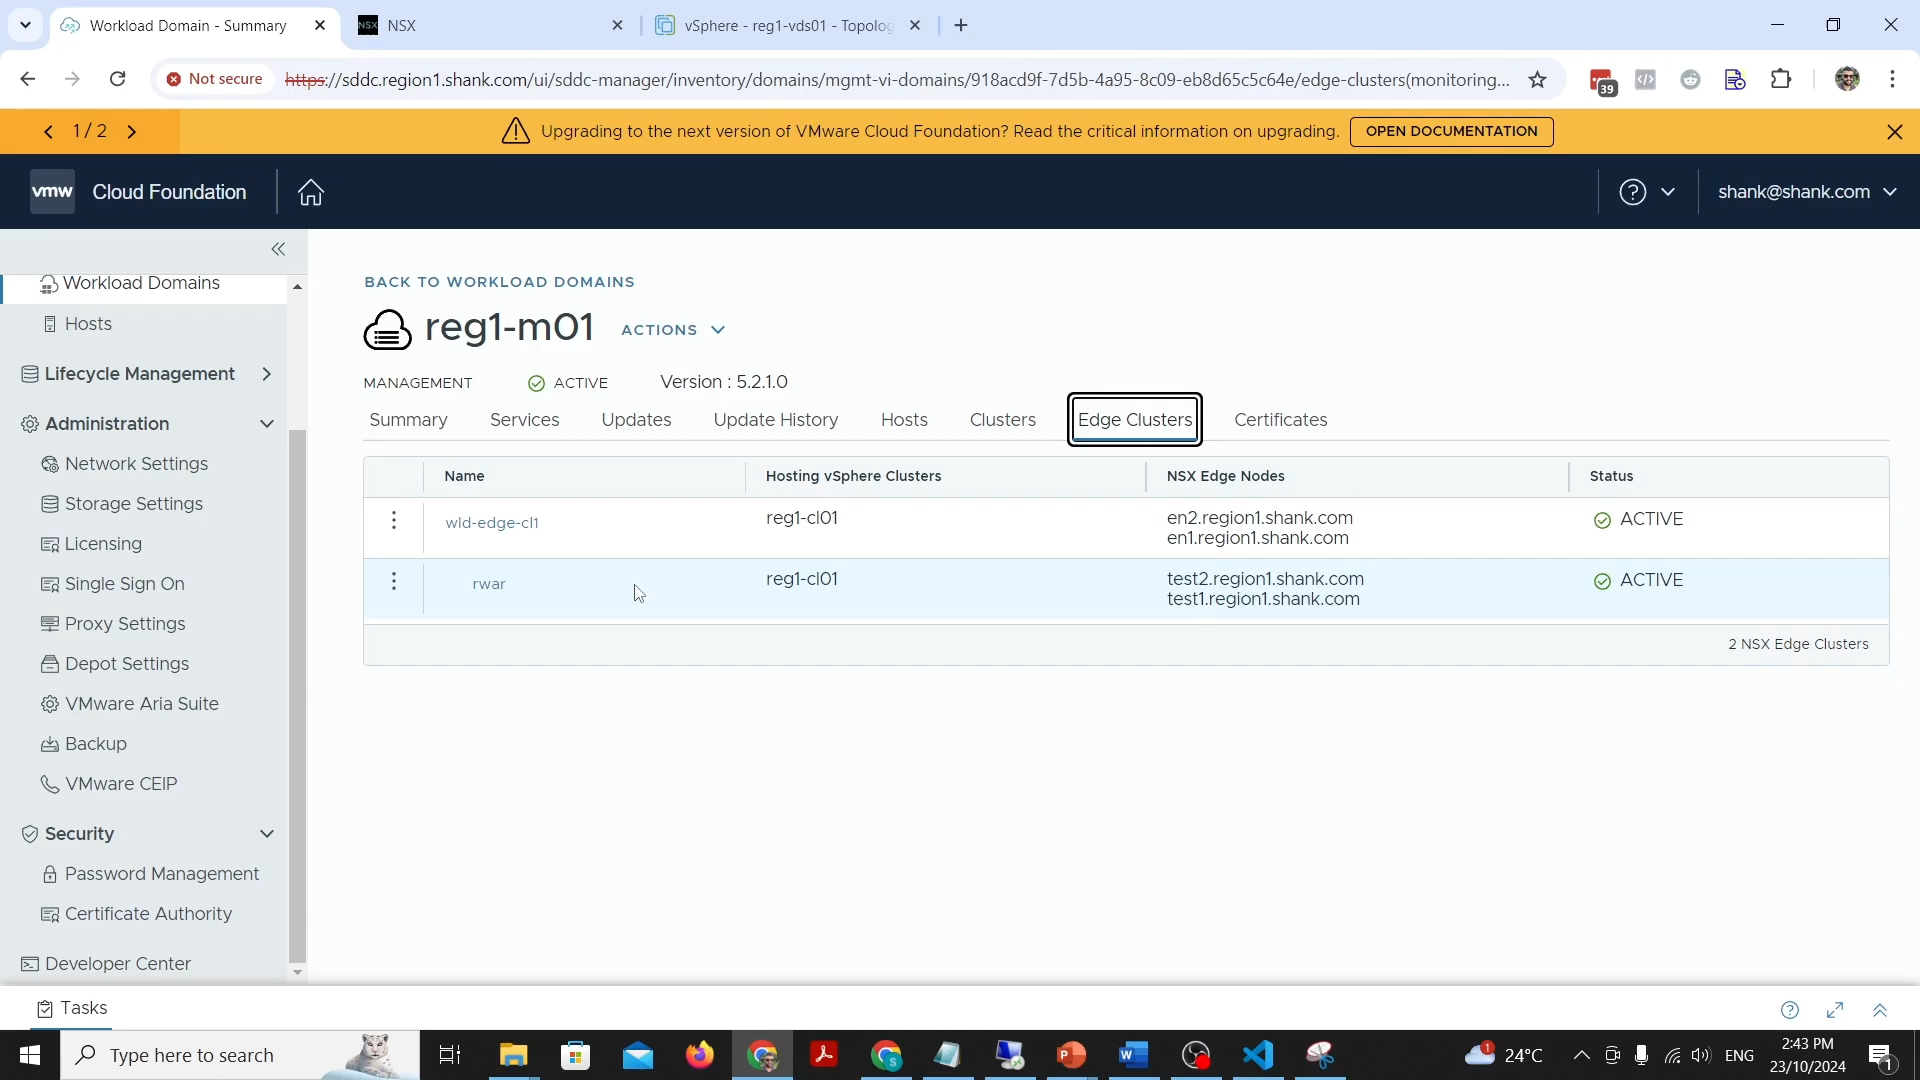 Workload Domain - Summary
NSX
NSX
vSphere - reg1-vds01 - Topolog
Not secure
https://sddc.region1.shank.com/ui/sddc-manager/inventory/domains/mgmt-vi-domains/918acd9f-7d5b-4a95-8c09-eb8d65c5c64e/edge-clusters(monitoring...
39
1 / 2
Upgrading to the next version of VMware Cloud Foundation? Read the critical information on upgrading.
OPEN DOCUMENTATION
vmw
Cloud Foundation
shank@shank.com
Workload Domains
Hosts
Lifecycle Management
Administration
Network Settings
Storage Settings
Licensing
Single Sign On
Proxy Settings
Depot Settings
VMware Aria Suite
Backup
VMware CEIP
Security
Password Management
Certificate Authority
Developer Center
BACK TO WORKLOAD DOMAINS
reg1-m01
ACTIONS
MANAGEMENT
ACTIVE
Version : 5.2.1.0
Summary
Services
Updates
Update History
Hosts
Clusters
Edge Clusters
Certificates
Name
Hosting vSphere Clusters
NSX Edge Nodes
Status
wld-edge-cl1
reg1-cl01
en2.region1.shank.com
en1.region1.shank.com
ACTIVE
rwar
reg1-cl01
test2.region1.shank.com
test1.region1.shank.com
ACTIVE
2 NSX Edge Clusters
Tasks
Type here to search
1
24°C
ENG
2:43 PM
23/10/2024
1